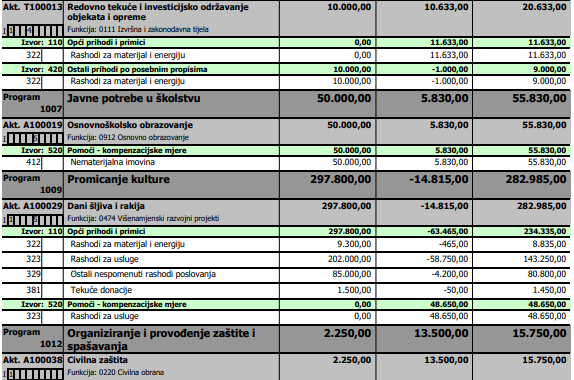 Akt. T100013 Redovno tekuće i investicijsko održavanje 10.000,00 10.633,00 20.633,00
objekata i opreme
I 1 4 Funkcija: 0111 Izvršna i zakonodavna tijela
Izvor: 110 Opći prihodi i primici 0,00 11.633,00 11.633,00
322 Rashodi za materijal i energiju 0,00 11.633,00 11.633,00
Izvor: 420 Ostali prihodi po posebnim propisima 10.000,00 -1.000,00 9.000,00
322 Rashodi za materijal i energiju 10.000,00 -1.000,00 9.000,00
Program Javne potrebe u školstvu 50.000,00 5.830,00 55.830,00
1007
Akt. A100019 Osnovnoškolsko obrazovanje 50.000,00 5.830,00 55.830,00
Funkcija: 0912 Osnovno obrazovanje
Izvor: 520 Pomoći - kompenzacijske mjere 50.000,00 5.830,00 55.830,00
412 Nematerijalna imovina 50.000,00 5.830,00 55.830,00
Program Promicanje kulture 297.800,00 -14.815,00 282.985,00
1009
Akt. A100029 Dani šljiva i rakija 297.800,00 -14.815,00 282.985,00
Funkcija: 0474 Višenamjenski razvojni projekti
Izvor: 110 Opći prihodi i primici 297.800,00 -63.465,00 234.335,00
322 Rashodi za materijal i energiju 9.300,00 -465,00 8.835,00
323 Rashodi za usluge 202.000,00 -58.750,00 143.250,00
329 Ostali nespomenuti rashodi poslovanja 85.000,00 -4.200,00 80.800,00
381 Tekuće donacije 1.500,00 -50,00 1.450,00
Izvor: 520 Pomoći - kompenzacijske mjere 0,00 48.650,00 48.650,00
323 Rashodi za usluge 0,00 48.650,00 48.650,00
Program Organiziranje i provođenje zaštite i 2.250,00 13.500,00 15.750,00
1012 spašavanja
Akt. A100038 Civilna zaštita 2.250,00 13.500,00 15.750,00
I 1 Funkcija: 0220 Civilna obrana